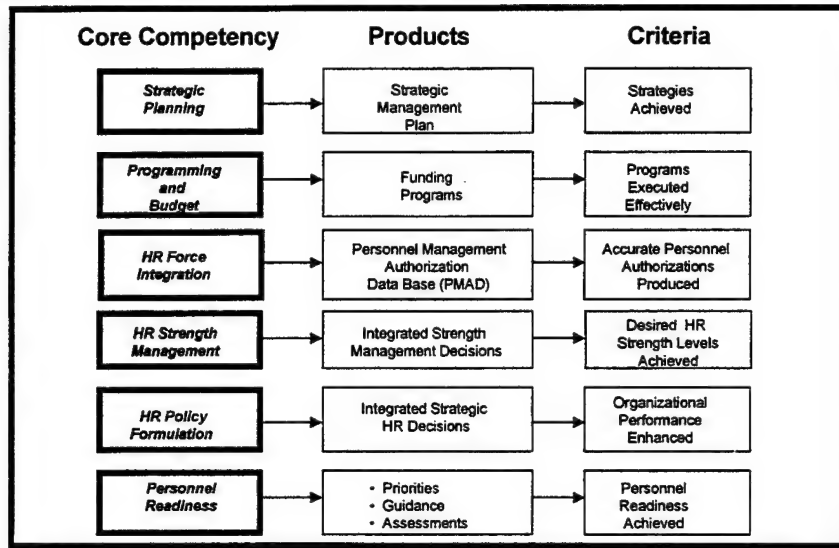 Core Competency Products Criteria
Strategic
Planning
Strategic
Management
Plan
Strategies
Achieved
Programming
and
Budget
Funding
Programs
Programs
Executed
Effectively
HR Force
Integration
Personnel Management
Authorization
Data Base (PMAD)
Accurate Personnel
Authorizations
Produced
HR Strength
Management
Integrated Strength
Management Decisions
Desired HR
Strength Levels
Achieved
HR Policy
Formulation
Integrated Strategic
HR Decisions
Organizational
Performance
Enhanced
Personnel
Readiness
• Priorities
• Guidance
• Assessments
Personnel
Readiness
Achieved